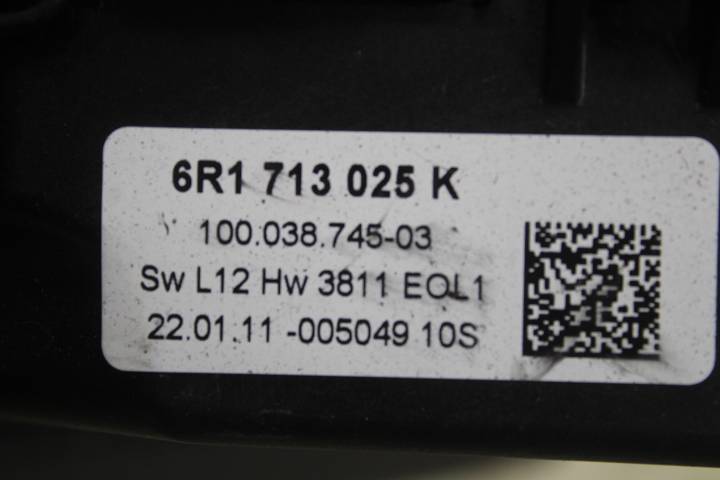 6R1 713 025 K
100.038.745-03
Sw L12 Hw 3811 EOL1
22.01.11 -005049 10S